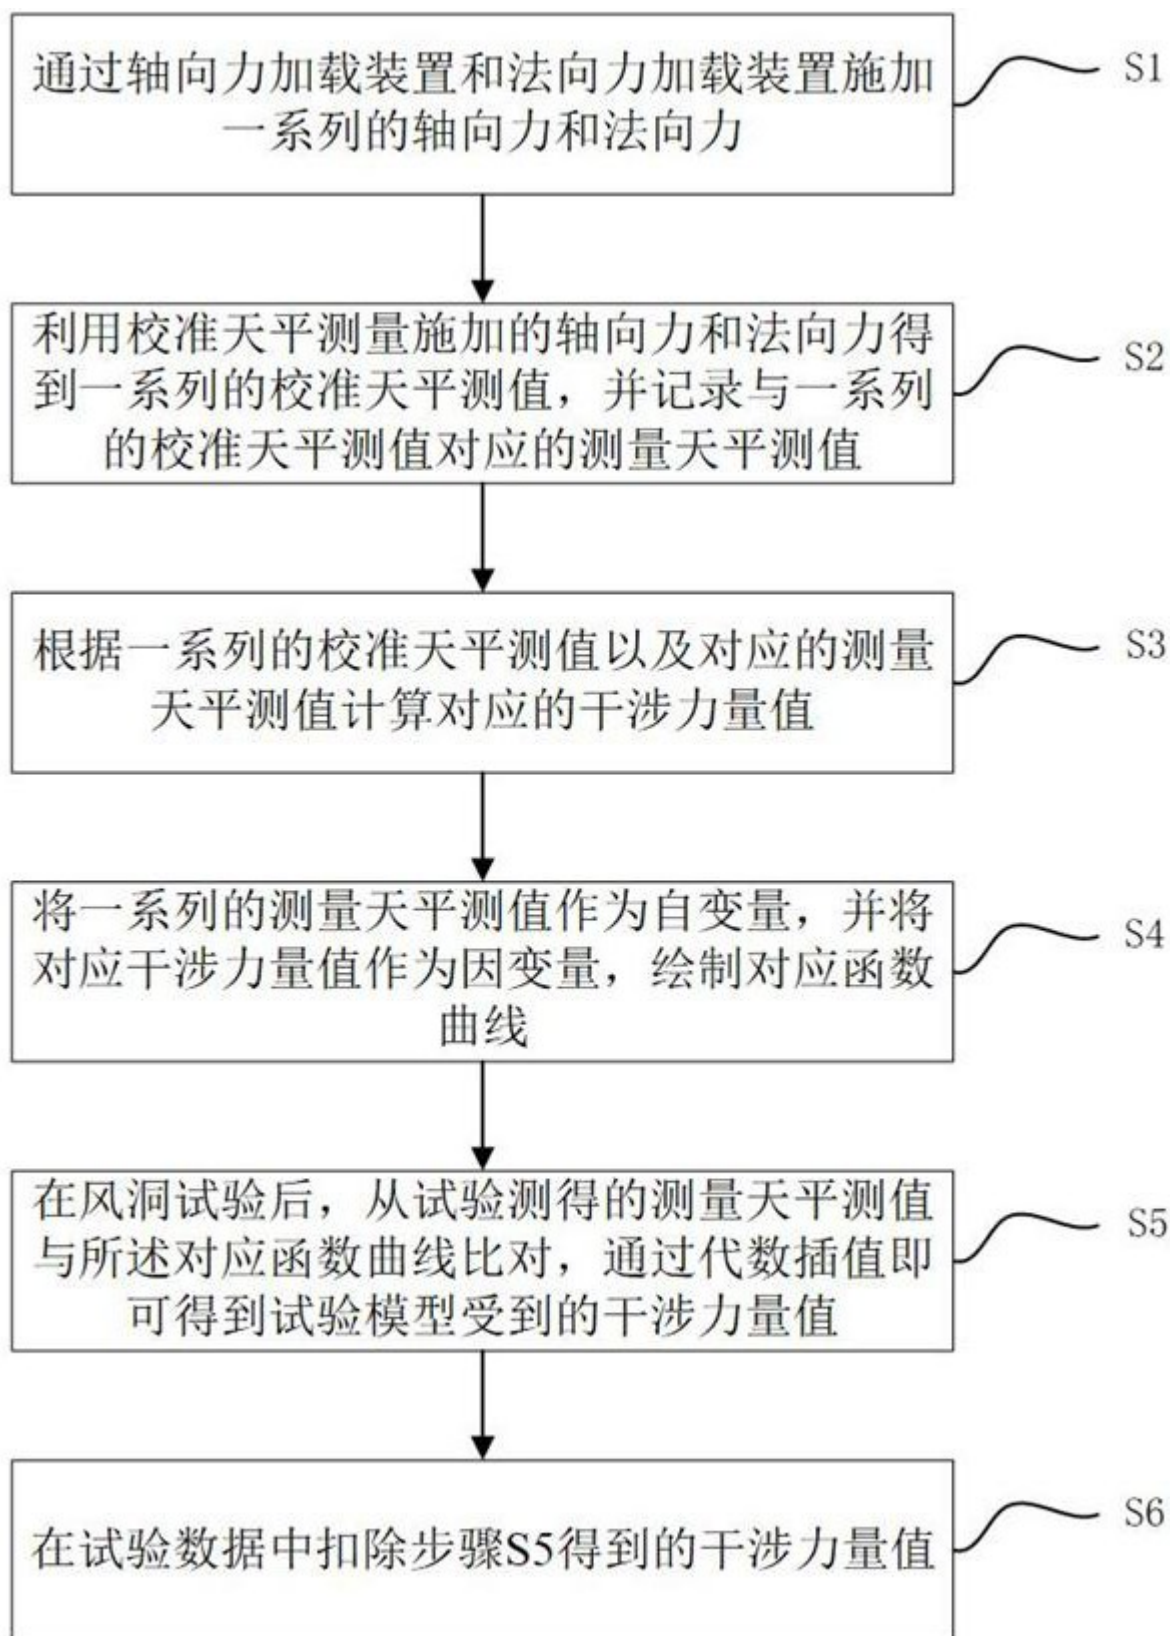 通过轴向力加载装置和法向力加载装置施加
一系列的轴向力和法向力
S1
利用校准天平测量施加的轴向力和法向力得
到一系列的校准天平测值，并记录与一系列
的校准天平测值对应的测量天平测值
S2
根据一系列的校准天平测值以及对应的测量
天平测值计算对应的干涉力量值
S3
将一系列的测量天平测值作为自变量，并将
对应干涉力量值作为因变量，绘制对应函数
曲线
S4
在风洞试验后，从试验测得的测量天平测值
与所述对应函数曲线比对，通过代数插值即
可得到试验模型受到的干涉力量值
S5
在试验数据中扣除步骤S5得到的干涉力量值
S6